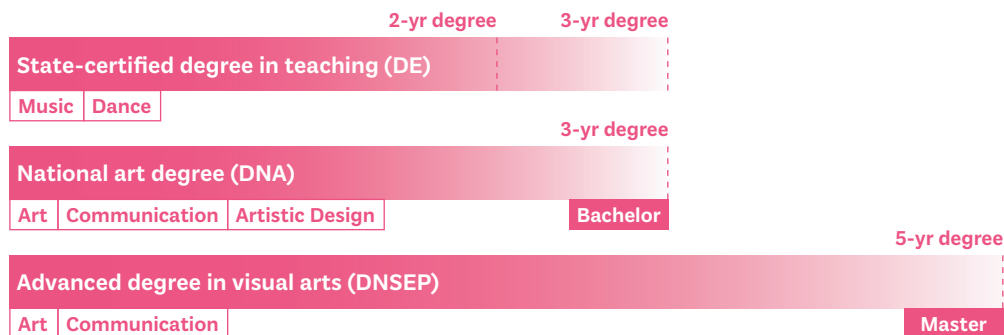 2-yr degree 3-yr degree
State-certified degree in teaching (DE)
Music Dance
3-yr degree
National art degree (DNA)
Art Communication Artistic Design Bachelor
5-yr degree
Advanced degree in visual arts (DNSEP)
Art Communication Master